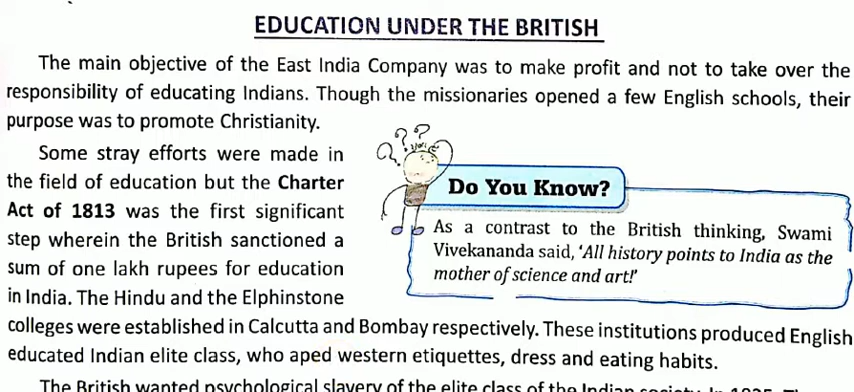 EDUCATION UNDER THE BRITISH
The main objective of the East India Company was to make profit and not to take over the
responsibility of educating Indians. Though the missionaries opened a few English schools, their
purpose was to promote Christianity.
Some stray efforts were made in
the field of education but the Charter
Act of 1813 was the first significant
step wherein the British sanctioned a
sum of one lakh rupees for education
in India. The Hindu and the Elphinstone
???
Do You Know?
As a contrast to the British thinking, Swami
Vivekananda said, ‘All history points to India as the
mother of science and art!’
colleges were established in Calcutta and Bombay respectively. These institutions produced English
educated Indian elite class, who aped western etiquettes, dress and eating habits.
The British wanted psychological slavery of the elite class of the Indian society. In 1835,